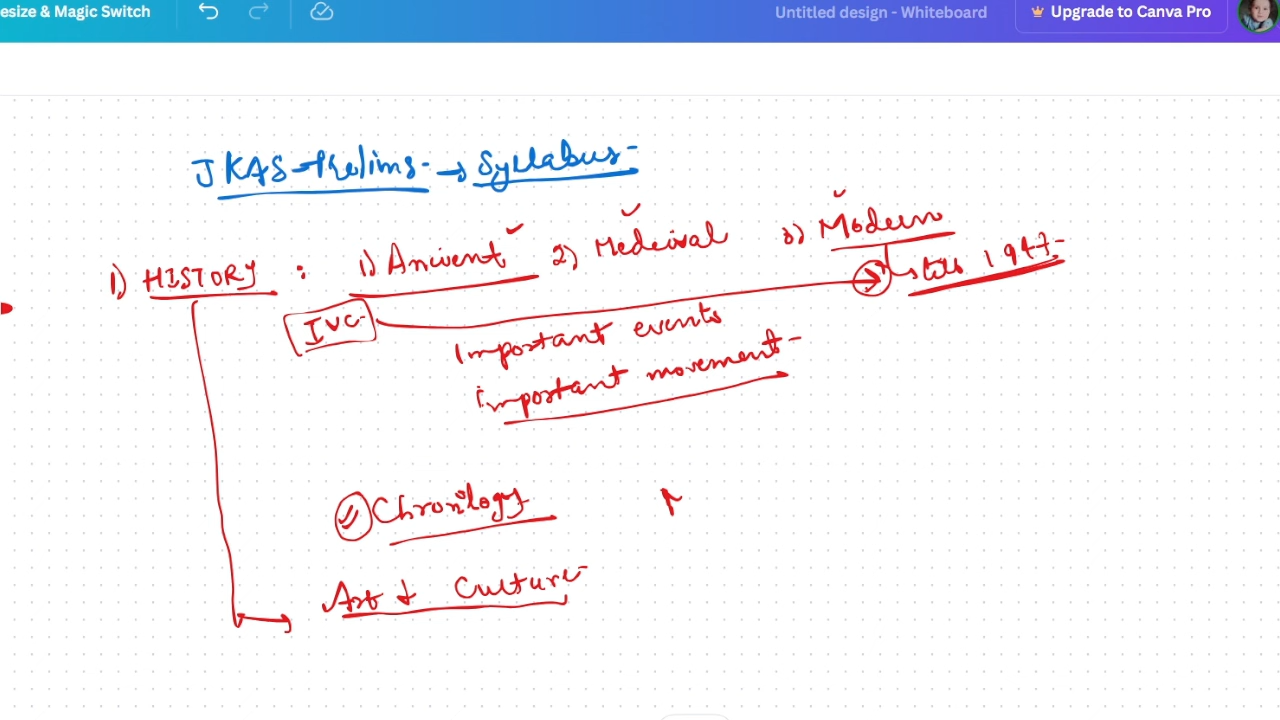 esize & Magic Switch Untitled design - Whiteboard Upgrade to Canva Pro
JKAS Prelims → Syllabus
1) HISTORY : 1) Ancient 2) Medeival 3) Modern
till 1947
IVC
Important events
important movement
Chronology
Art & Culture